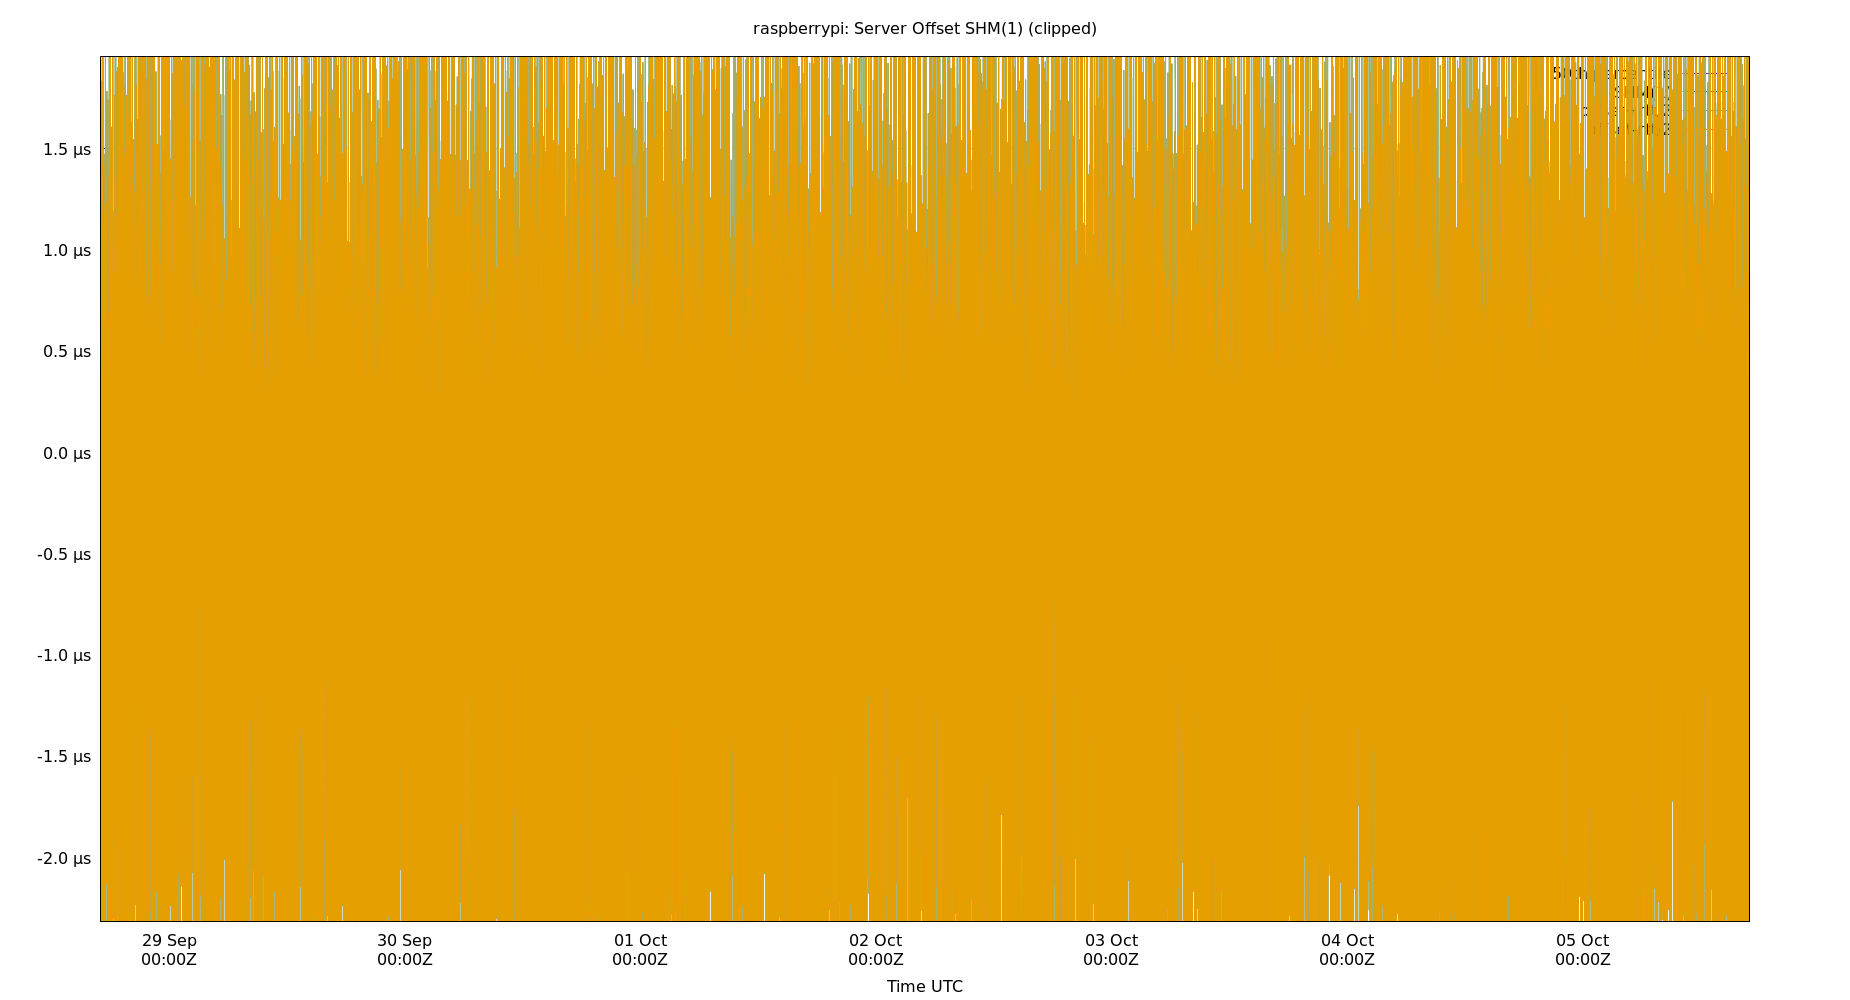 raspberrypi: Server Offset SHM(1) (clipped)
1.5 µs
1.0 µs
0.5 µs
0.0 µs
-0.5 µs
-1.0 µs
-1.5 µs
-2.0 µs
29 Sep 30 Sep 01 Oct 02 Oct 03 Oct 04 Oct 05 Oct
00:00Z 00:00Z 00:00Z 00:00Z 00:00Z 00:00Z 00:00Z
Time UTC